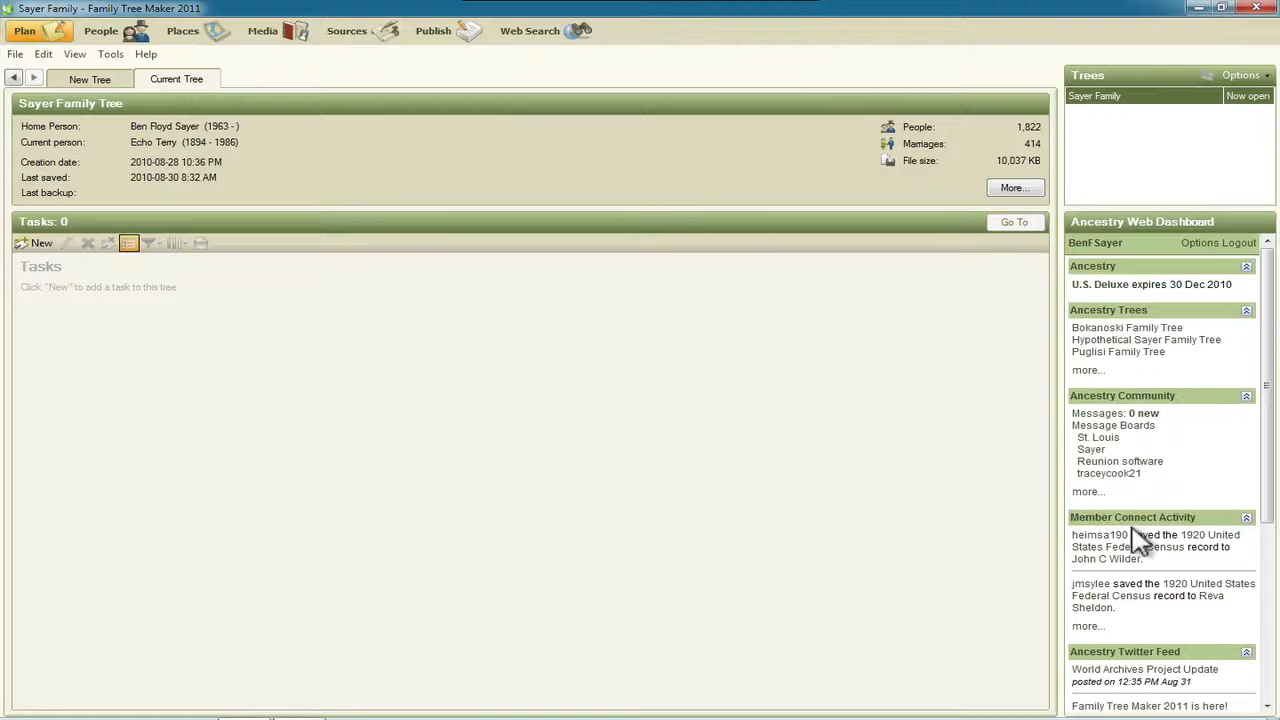 Sayer Family - Family Tree Maker 2011
Plan People Places Media Sources Publish Web Search
File Edit View Tools Help
New Tree Current Tree
Sayer Family Tree
Home Person: Ben Floyd Sayer (1963 - )
Current person: Echo Terry (1894 - 1986)
Creation date: 2010-08-28 10:36 PM
Last saved: 2010-08-30 8:32 AM
Last backup:
People: 1,822
Marriages: 414
File size: 10,037 KB
More...
Tasks: 0 Go To
New
Tasks
Click "New" to add a task to this tree
Trees Options
Sayer Family Now open
Ancestry Web Dashboard
BenFSayer Options Logout
Ancestry
U.S. Deluxe expires 30 Dec 2010
Ancestry Trees
Bokanoski Family Tree
Hypothetical Sayer Family Tree
Puglisi Family Tree
more...
Ancestry Community
Messages: 0 new
Message Boards
St. Louis
Sayer
Reunion software
traceycook21
more...
Member Connect Activity
heimsa190 the 1920 United
States census record to
John C Wilder.
jmsylee saved the 1920 United States
Federal Census record to Reva
Sheldon.
more...
Ancestry Twitter Feed
World Archives Project Update
posted on 12:35 PM Aug 31
Family Tree Maker 2011 is here!